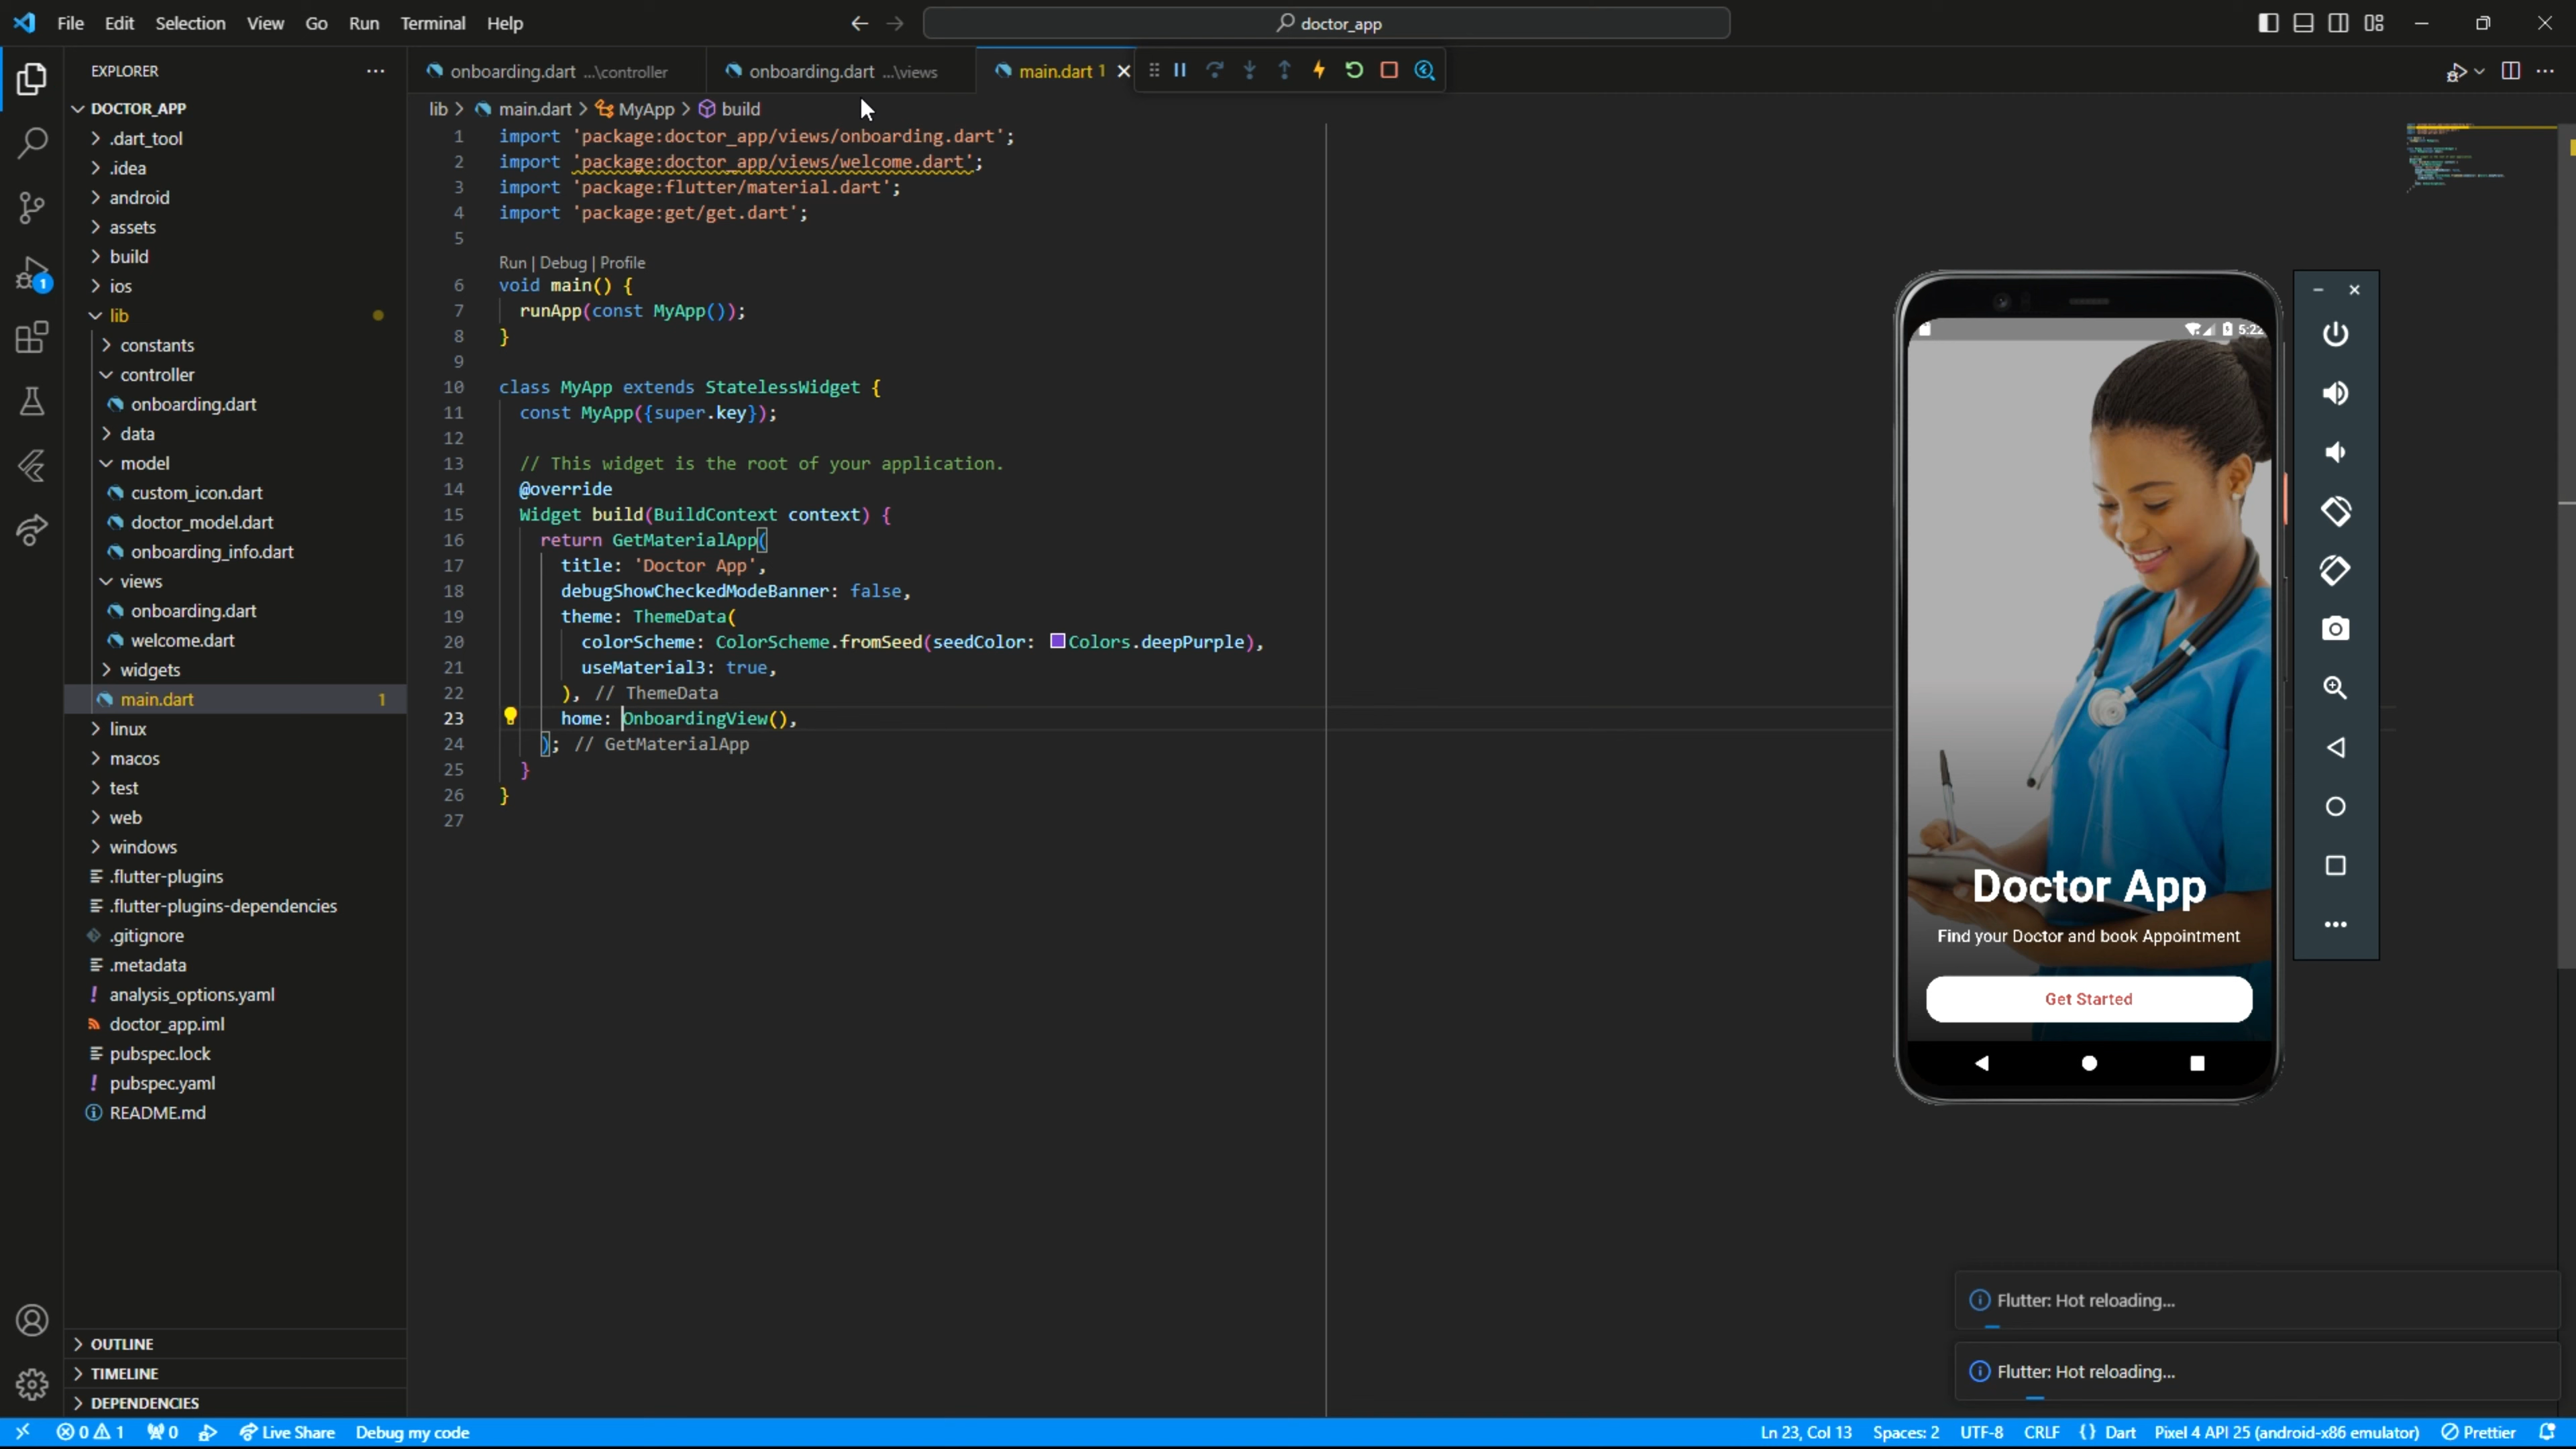 File Edit Selection View Go Run Terminal Help
doctor_app
EXPLORER
DOCTOR_APP
.dart_tool
.idea
android
assets
build
ios
lib
constants
controller
onboarding.dart
data
model
custom_icon.dart
doctor_model.dart
onboarding_info.dart
views
onboarding.dart
welcome.dart
widgets
main.dart 1
linux
macos
test
web
windows
.flutter-plugins
.flutter-plugins-dependencies
.gitignore
.metadata
! analysis_options.yaml
doctor_app.iml
pubspec.lock
! pubspec.yaml
README.md
OUTLINE
TIMELINE
DEPENDENCIES
1
onboarding.dart ...\controller
onboarding.dart ...\views
main.dart 1
lib > main.dart > MyApp > build
1 import 'package:doctor_app/views/onboarding.dart';
2 import 'package:doctor_app/views/welcome.dart';
3 import 'package:flutter/material.dart';
4 import 'package:get/get.dart';
5
Run | Debug | Profile
6 void main() {
7 runApp(const MyApp());
8 }
9
10 class MyApp extends StatelessWidget {
11 const MyApp({super.key});
12
13 // This widget is the root of your application.
14 @override
15 Widget build(BuildContext context) {
16 return GetMaterialApp(
17 title: 'Doctor App',
18 debugShowCheckedModeBanner: false,
19 theme: ThemeData(
20 colorScheme: ColorScheme.fromSeed(seedColor: Colors.deepPurple),
21 useMaterial3: true,
22 ), // ThemeData
23 home: OnboardingView(),
24 ); // GetMaterialApp
25 }
26 }
27
5:22
Doctor App
Find your Doctor and book Appointment
Get Started
Flutter: Hot reloading...
Flutter: Hot reloading...
0 1 0 Live Share Debug my code Ln 23, Col 13 Spaces: 2 UTF-8 CRLF {} Dart Pixel 4 API 25 (android-x86 emulator) Prettier